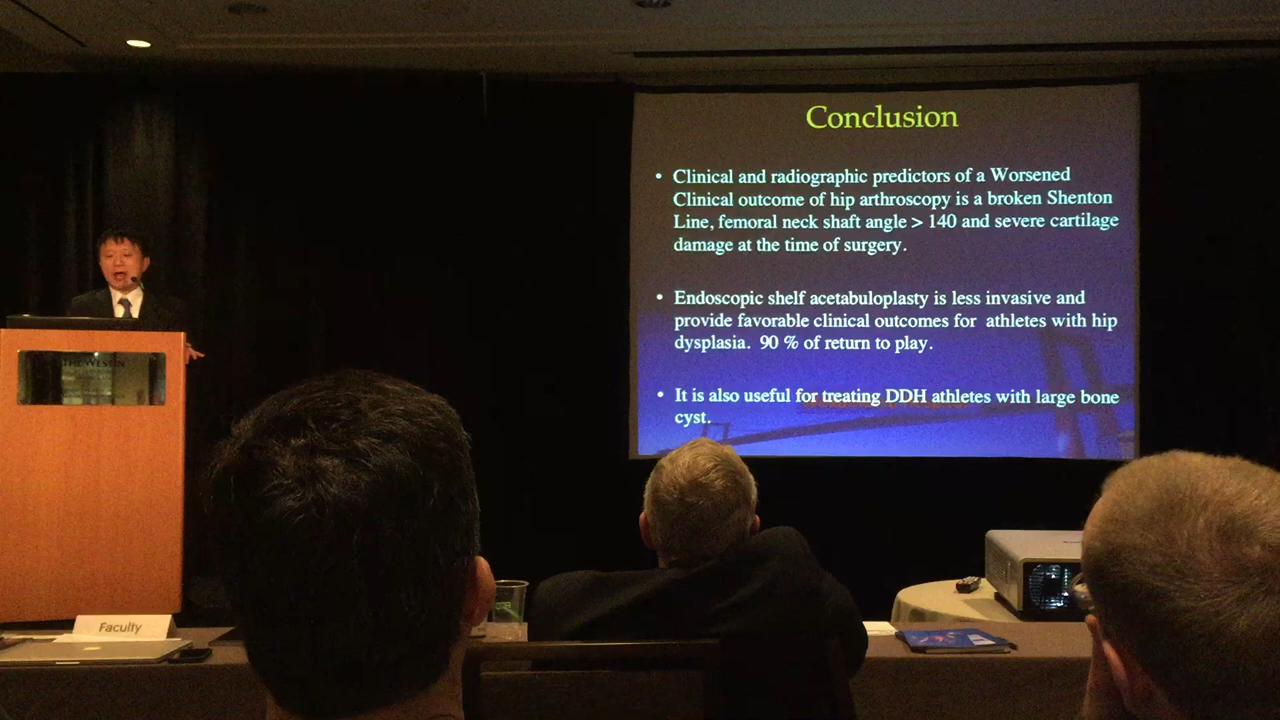 Conclusion
• Clinical and radiographic predictors of a Worsened
Clinical outcome of hip arthroscopy is a broken Shenton
Line, femoral neck shaft angle > 140 and severe cartilage
damage at the time of surgery.
• Endoscopic shelf acetabuloplasty is less invasive and
provide favorable clinical outcomes for athletes with hip
dysplasia. 90 % of return to play.
• It is also useful for treating DDH athletes with large bone
cyst.
THE WESTIN
Faculty